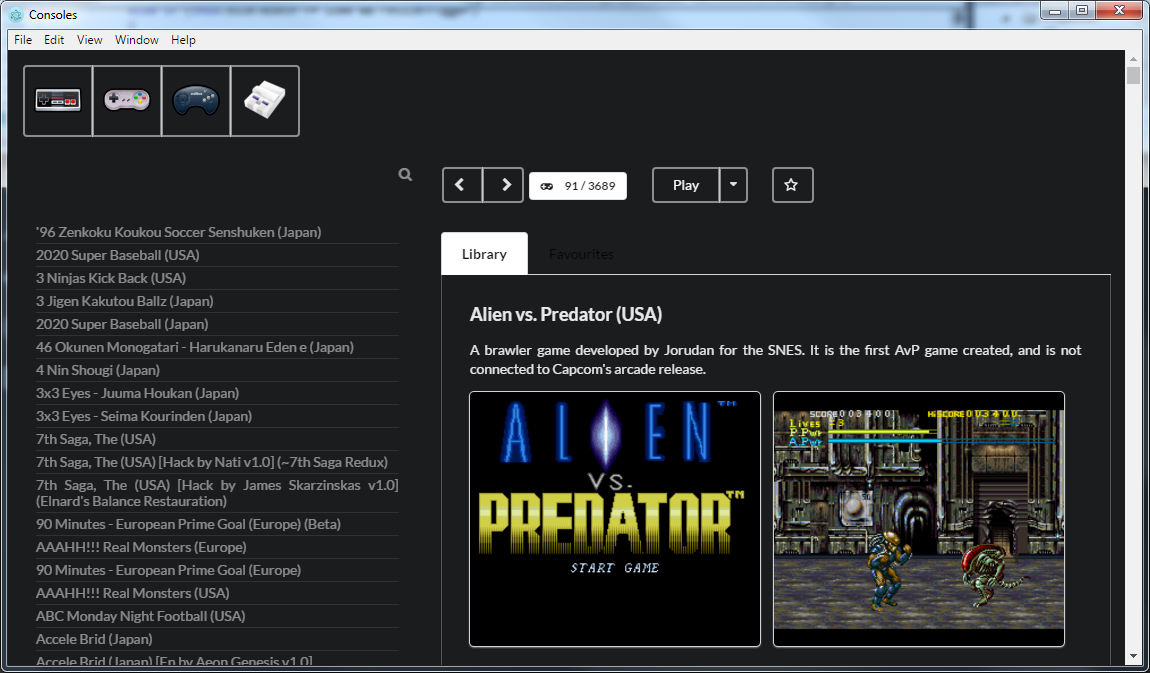 Consoles
File Edit View Window Help
91 / 3689
Play
Library
Favourites
'96 Zenkoku Koukou Soccer Senshuken (Japan)
2020 Super Baseball (USA)
3 Ninjas Kick Back (USA)
3 Jigen Kakutou Ballz (Japan)
2020 Super Baseball (Japan)
46 Okunen Monogatari - Harukanaru Eden e (Japan)
4 Nin Shougi (Japan)
3x3 Eyes - Juuma Houkan (Japan)
3x3 Eyes - Seima Kourinden (Japan)
7th Saga, The (USA)
7th Saga, The (USA) [Hack by Nati v1.0] (~7th Saga Redux)
7th Saga, The (USA) [Hack by James Skarzinskas v1.0]
(Elnard's Balance Restauration)
90 Minutes - European Prime Goal (Europe) (Beta)
AAAHH!!! Real Monsters (Europe)
90 Minutes - European Prime Goal (Europe)
AAAHH!!! Real Monsters (USA)
ABC Monday Night Football (USA)
Accele Brid (Japan)
Accele Brid (Japan) [En by Aeon Genesis v1.0]
Alien vs. Predator (USA)
A brawler game developed by Jorudan for the SNES. It is the first AvP game created, and is not
connected to Capcom's arcade release.
ALIEN™
VS.
PREDATOR™
START GAME
SCORE003400 HiSCORE003400
Lives =3
P Pwr
A Pwr